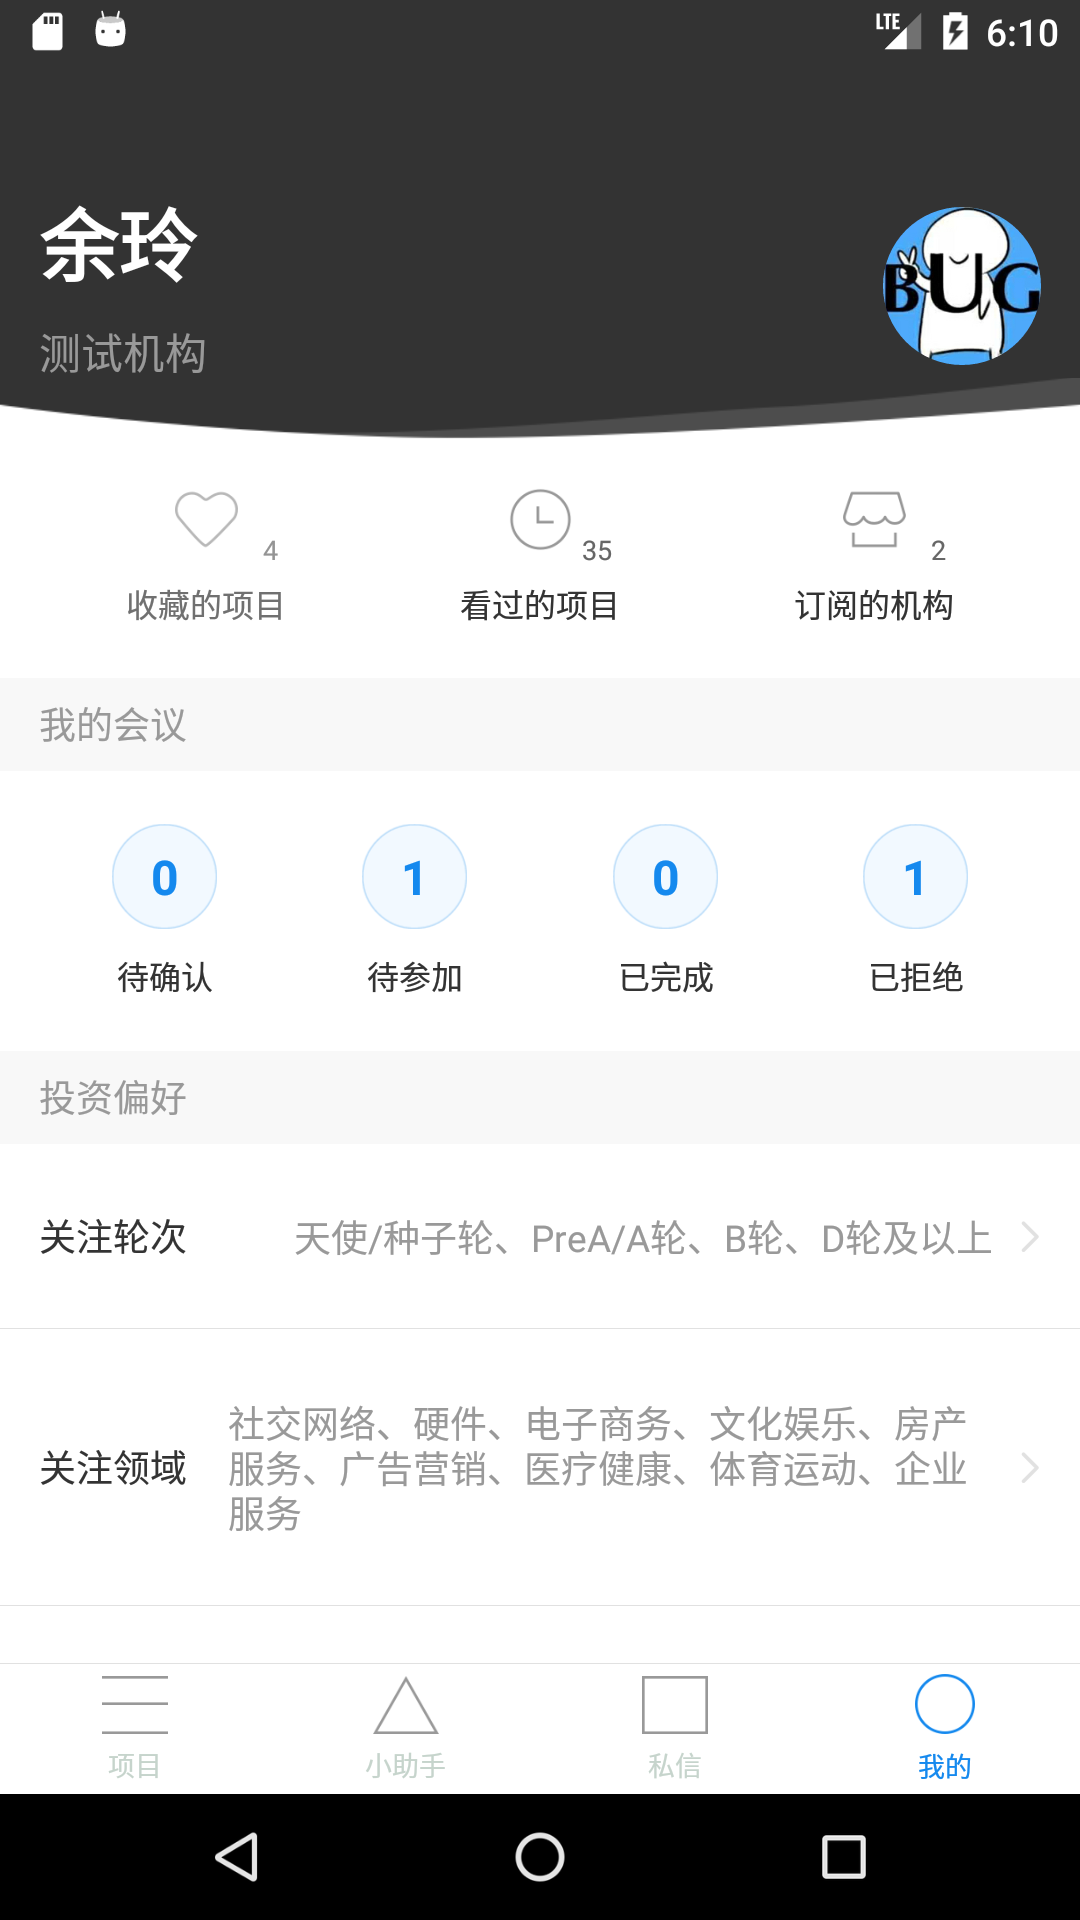 LTE 6:10
余玲
BUG
测试机构
4 35 2
收藏的项目 看过的项目 订阅的机构
我的会议
0 1 0 1
待确认 待参加 已完成 已拒绝
投资偏好
关注轮次 天使/种子轮、PreA/A轮、B轮、D轮及以上
社交网络、硬件、电子商务、文化娱乐、房产
关注领域 服务、广告营销、医疗健康、体育运动、企业
服务
项目 小助手 私信 我的